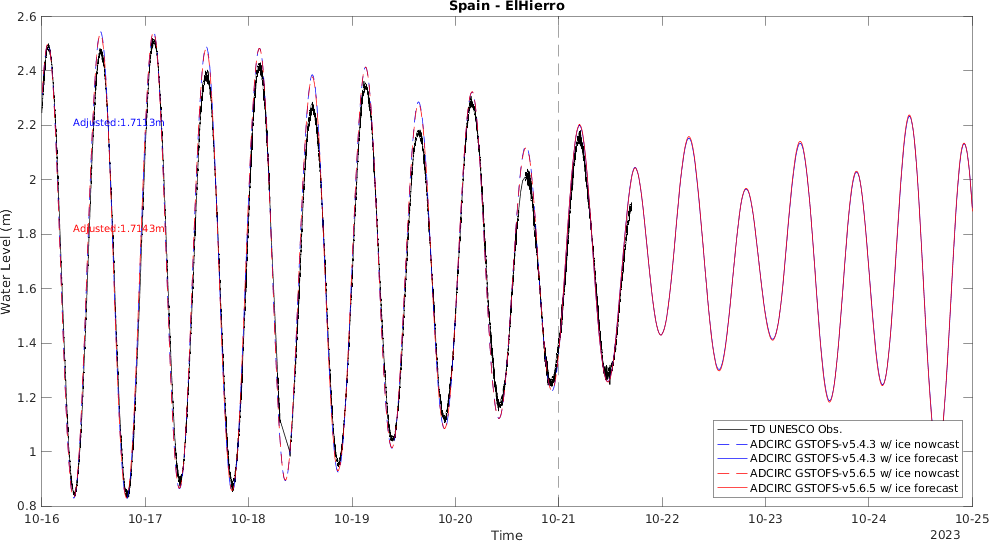 Spain - ElHierro
2.6
2.4
2.2
2
1.8
1.6
1.4
1.2
1
0.8
Water Level (m)
Adjusted:1.7113m
Adjusted:1.7143m
TD UNESCO Obs.
ADCIRC GSTOFS-v5.4.3 w/ ice nowcast
ADCIRC GSTOFS-v5.4.3 w/ ice forecast
ADCIRC GSTOFS-v5.6.5 w/ ice nowcast
ADCIRC GSTOFS-v5.6.5 w/ ice forecast
10-16 10-17 10-18 10-19 10-20 10-21 10-22 10-23 10-24 10-25
Time
2023